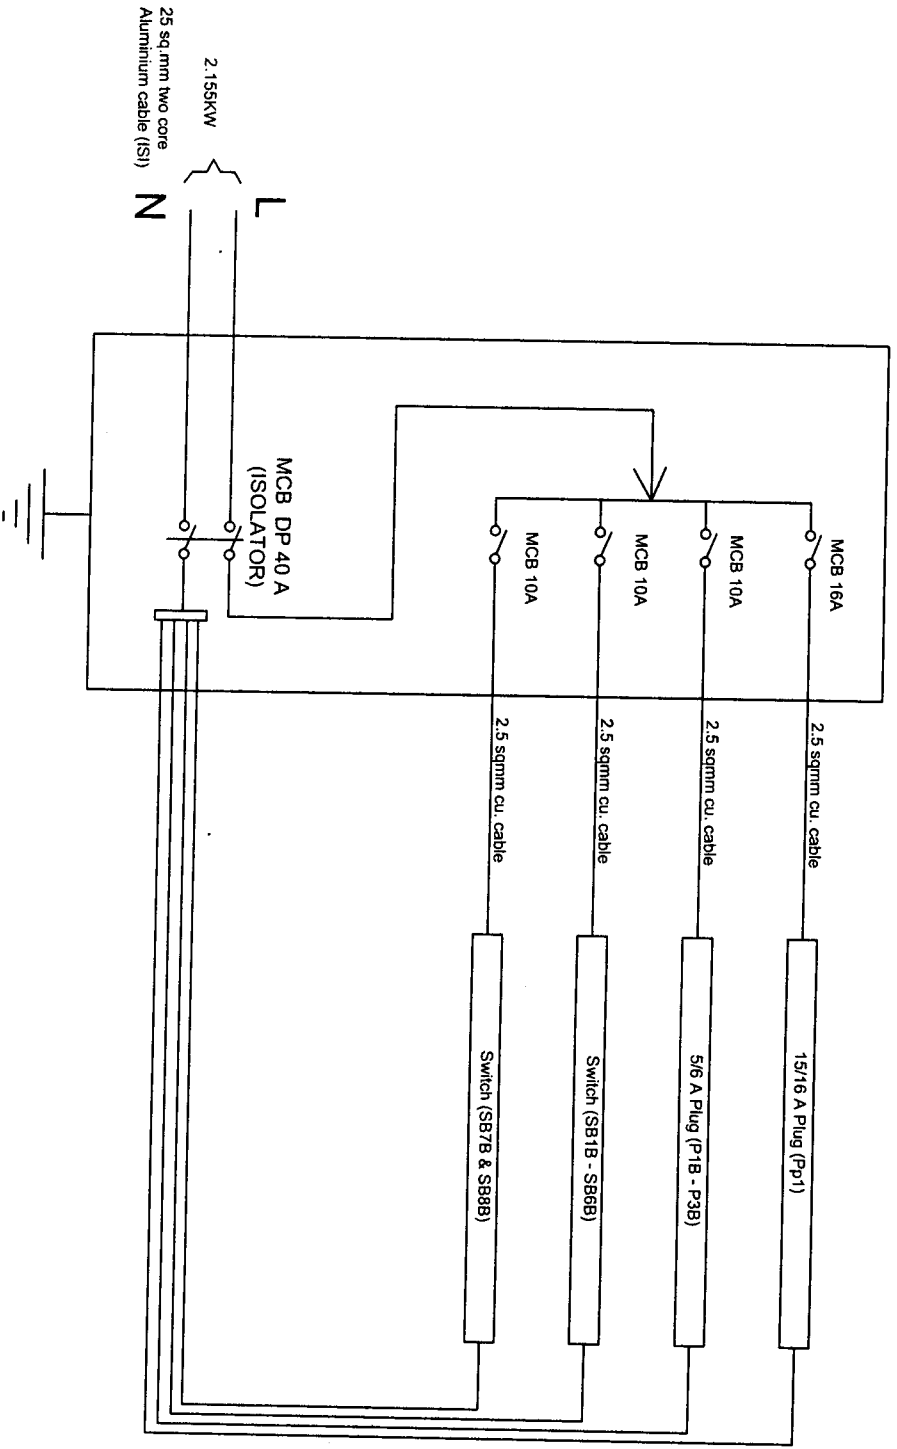 MCB 16A
2.5 sqmm cu. cable
15/16 A Plug (Pp1)
MCB 10A
2.5 sqmm cu. cable
5/6 A Plug (P1B - P3B)
MCB 10A
2.5 sqmm cu. cable
Switch (SB1B - SB6B)
MCB 10A
2.5 sqmm cu. cable
Switch (SB7B & SB8B)
MCB DP 40 A
(ISOLATOR)
L
2.155KW
N
25 sq.mm two core
Aluminium cable (ISI)